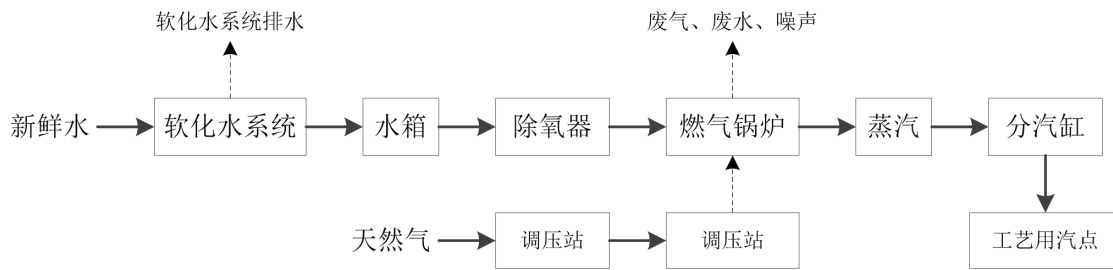 软化水系统排水
废气、废水、噪声
新鲜水
软化水系统
水箱
除氧器
燃气锅炉
蒸汽
分汽缸
天然气
调压站
调压站
工艺用汽点